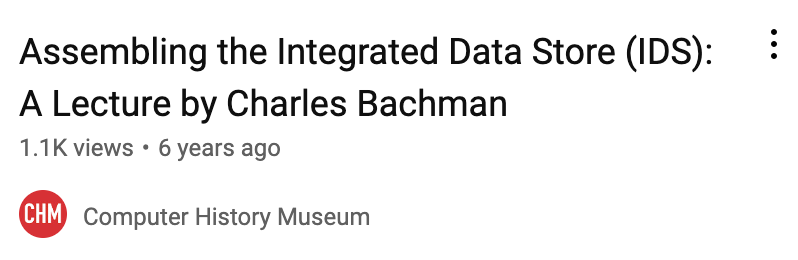 Assembling the Integrated Data Store (IDS):
A Lecture by Charles Bachman
1.1K views • 6 years ago
CHM Computer History Museum